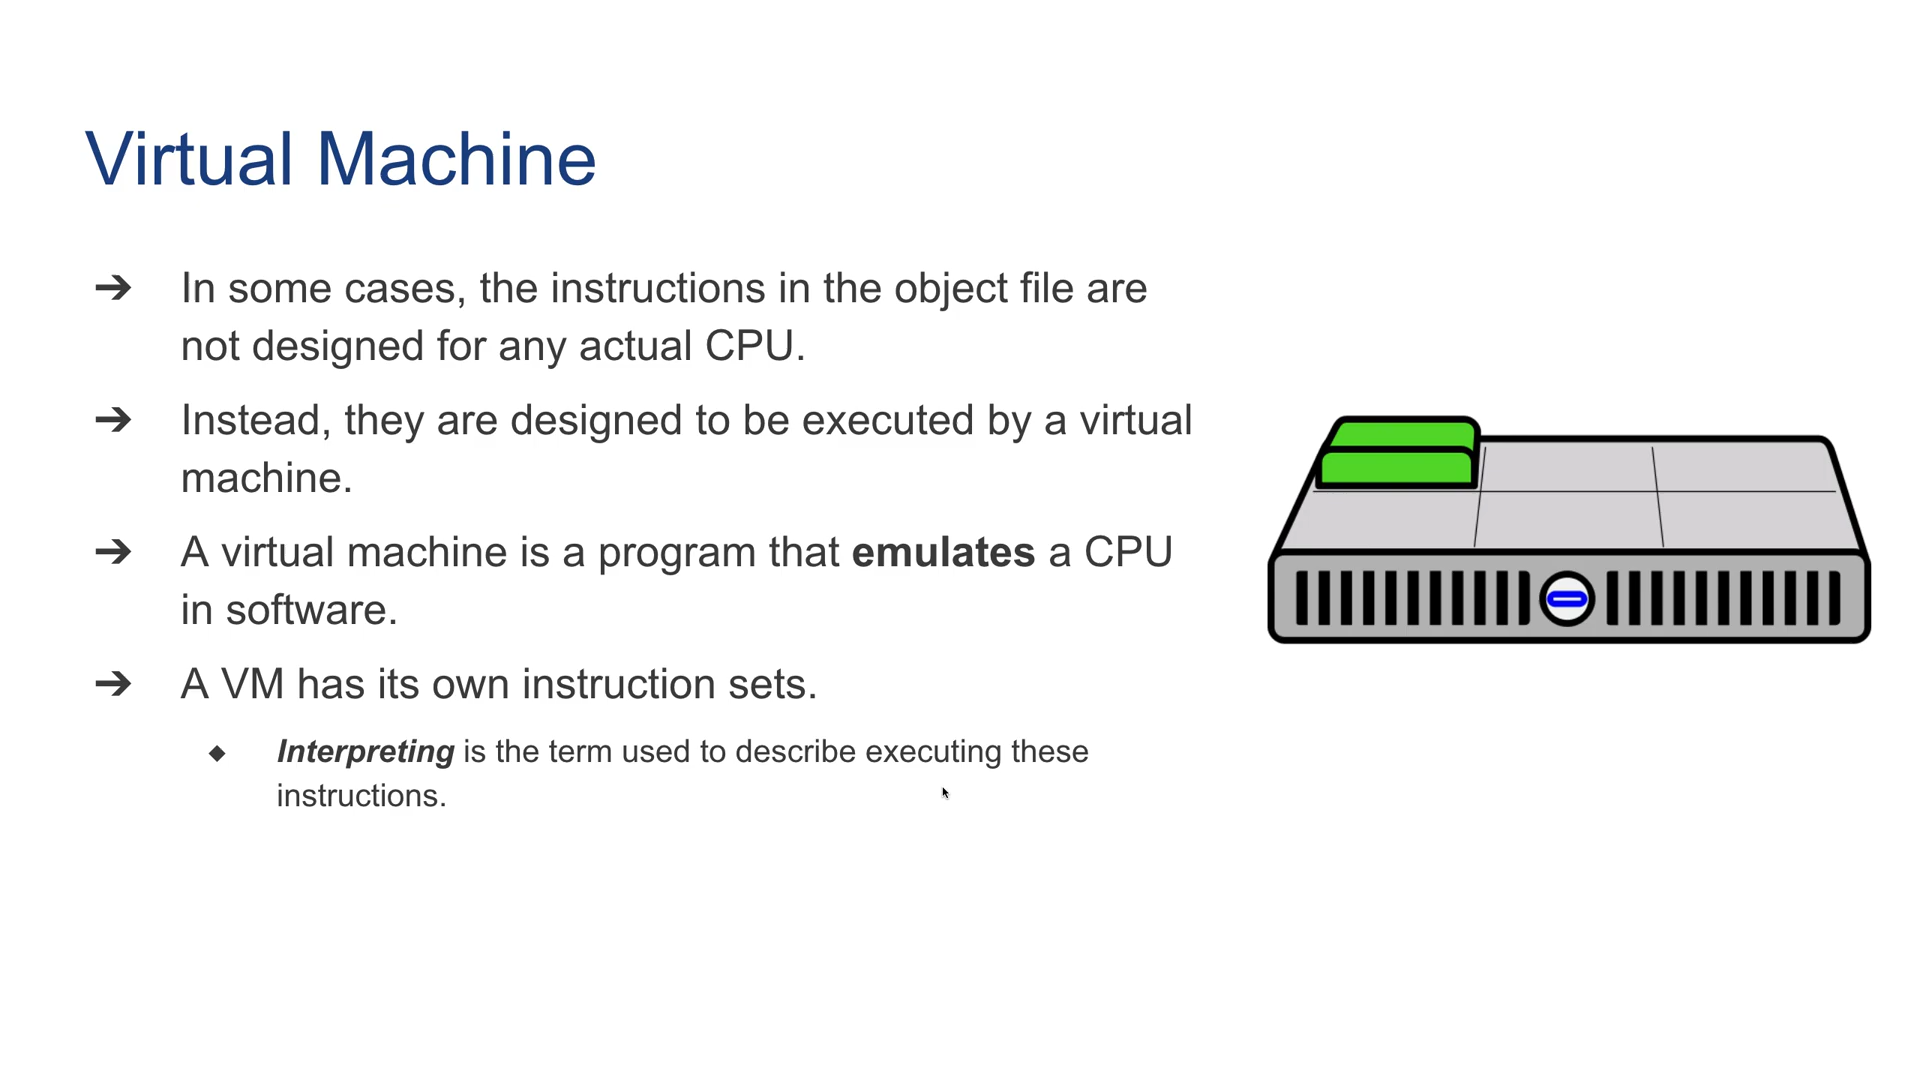 Virtual Machine
➔ In some cases, the instructions in the object file are
not designed for any actual CPU.
➔ Instead, they are designed to be executed by a virtual
machine.
➔ A virtual machine is a program that emulates a CPU
in software.
➔ A VM has its own instruction sets.
◆ Interpreting is the term used to describe executing these
instructions.